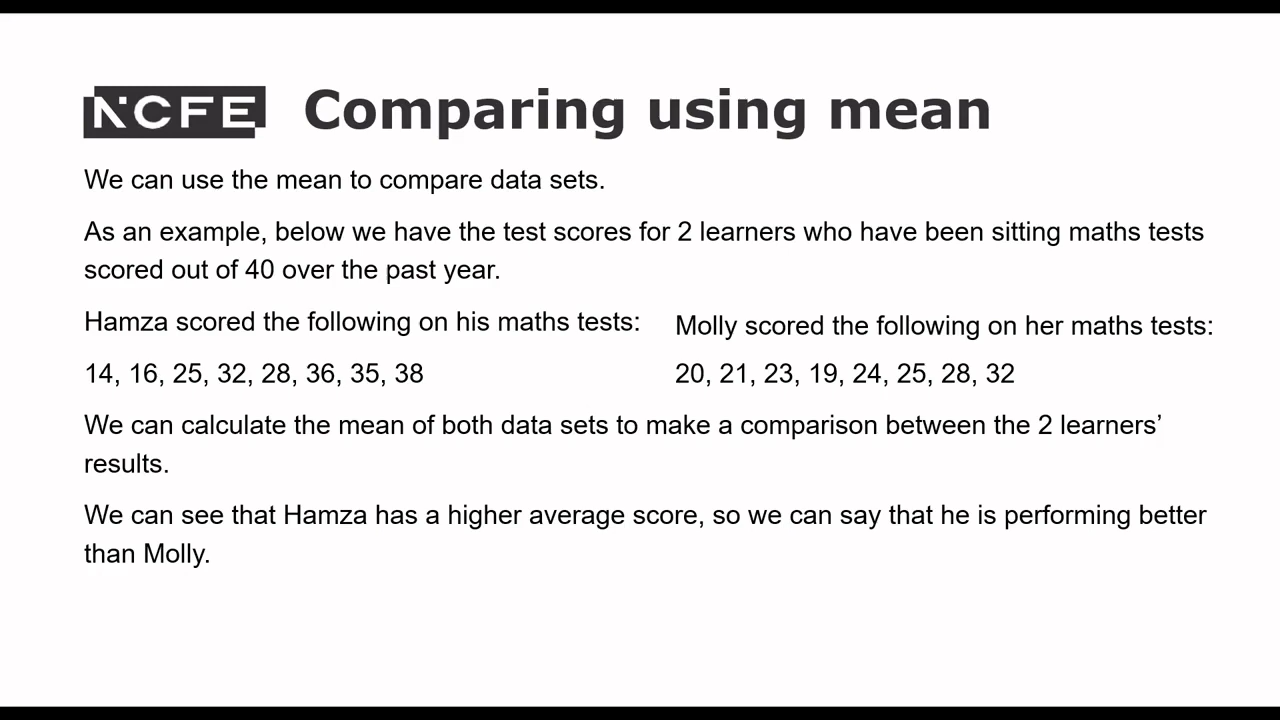 NCFE Comparing using mean
We can use the mean to compare data sets.
As an example, below we have the test scores for 2 learners who have been sitting maths tests
scored out of 40 over the past year.
Hamza scored the following on his maths tests:
14, 16, 25, 32, 28, 36, 35, 38
Molly scored the following on her maths tests:
20, 21, 23, 19, 24, 25, 28, 32
We can calculate the mean of both data sets to make a comparison between the 2 learners’
results.
We can see that Hamza has a higher average score, so we can say that he is performing better
than Molly.